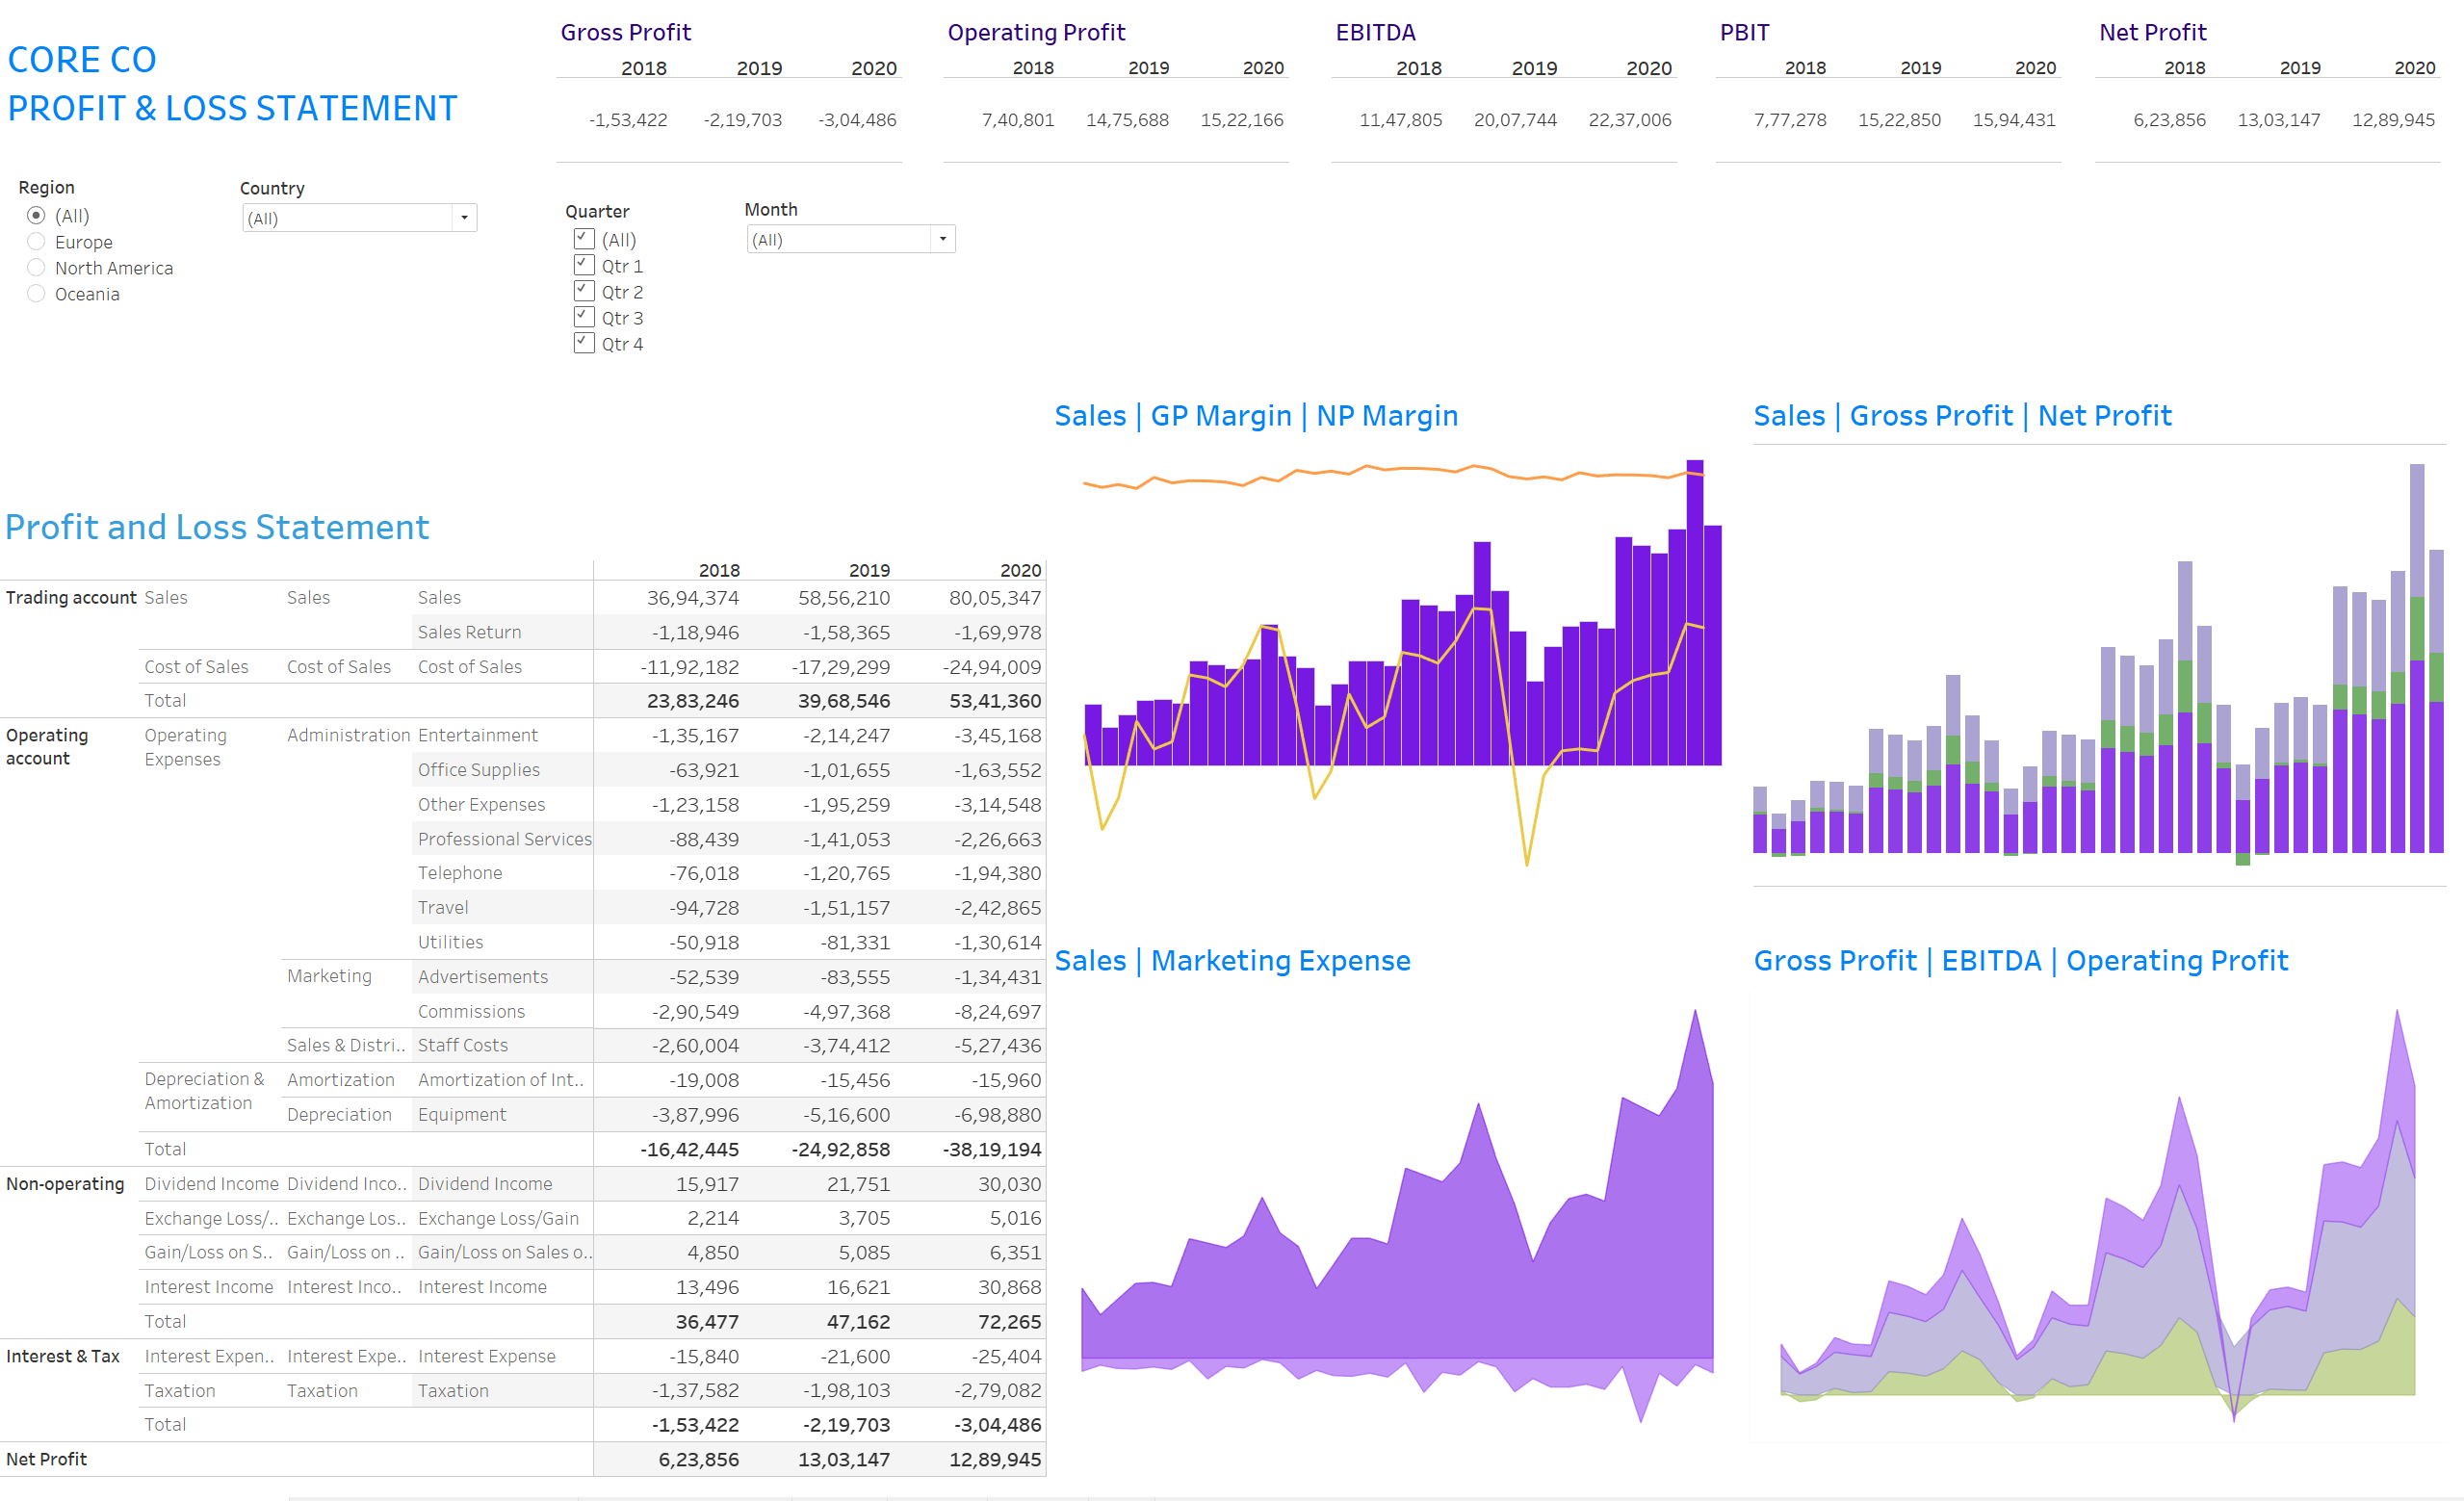 CORE CO
PROFIT & LOSS STATEMENT
Gross Profit
2018 2019 2020
-1,53,422 -2,19,703 -3,04,486
Operating Profit
2018 2019 2020
7,40,801 14,75,688 15,22,166
EBITDA
2018 2019 2020
11,47,805 20,07,744 22,37,006
PBIT
2018 2019 2020
7,77,278 15,22,850 15,94,431
Net Profit
2018 2019 2020
6,23,856 13,03,147 12,89,945
Region
(All)
Europe
North America
Oceania
Country
(All)
Quarter
(All)
Qtr 1
Qtr 2
Qtr 3
Qtr 4
Month
(All)
Profit and Loss Statement
2018 2019 2020
Trading account Sales Sales Sales 36,94,374 58,56,210 80,05,347
Sales Return -1,18,946 -1,58,365 -1,69,978
Cost of Sales Cost of Sales Cost of Sales -11,92,182 -17,29,299 -24,94,009
Total 23,83,246 39,68,546 53,41,360
Operating account Operating Expenses Administration Entertainment -1,35,167 -2,14,247 -3,45,168
Office Supplies -63,921 -1,01,655 -1,63,552
Other Expenses -1,23,158 -1,95,259 -3,14,548
Professional Services -88,439 -1,41,053 -2,26,663
Telephone -76,018 -1,20,765 -1,94,380
Travel -94,728 -1,51,157 -2,42,865
Utilities -50,918 -81,331 -1,30,614
Marketing Advertisements -52,539 -83,555 -1,34,431
Commissions -2,90,549 -4,97,368 -8,24,697
Sales & Distri.. Staff Costs -2,60,004 -3,74,412 -5,27,436
Depreciation & Amortization Amortization Amortization of Int.. -19,008 -15,456 -15,960
Depreciation Equipment -3,87,996 -5,16,600 -6,98,880
Total -16,42,445 -24,92,858 -38,19,194
Non-operating Dividend Income Dividend Inco.. Dividend Income 15,917 21,751 30,030
Exchange Loss/.. Exchange Los.. Exchange Loss/Gain 2,214 3,705 5,016
Gain/Loss on S.. Gain/Loss on .. Gain/Loss on Sales o.. 4,850 5,085 6,351
Interest Income Interest Inco.. Interest Income 13,496 16,621 30,868
Total 36,477 47,162 72,265
Interest & Tax Interest Expen.. Interest Expe.. Interest Expense -15,840 -21,600 -25,404
Taxation Taxation Taxation -1,37,582 -1,98,103 -2,79,082
Total -1,53,422 -2,19,703 -3,04,486
Net Profit 6,23,856 13,03,147 12,89,945
Sales | GP Margin | NP Margin
Sales | Gross Profit | Net Profit
Sales | Marketing Expense
Gross Profit | EBITDA | Operating Profit